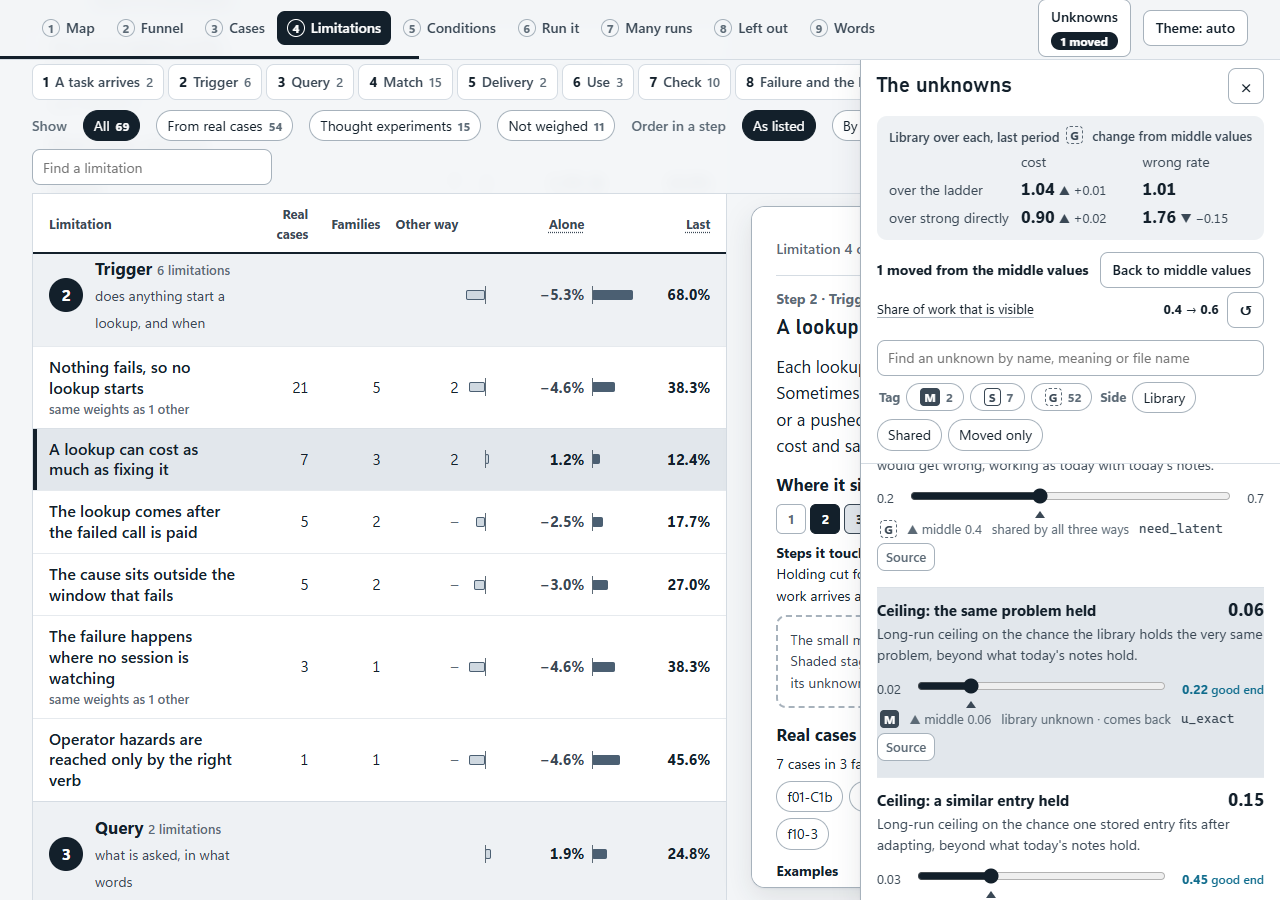 1 Map 2 Funnel 3 Cases 4 Limitations 5 Conditions 6 Run it 7 Many runs 8 Left out 9 Words
Unknowns
1 moved
Theme: auto
1 A task arrives 2
2 Trigger 6
3 Query 2
4 Match 15
5 Delivery 2
6 Use 3
7 Check 10
8 Failure and the
Show
All 69
From real cases 54
Thought experiments 15
Not weighed 11
Order in a step
As listed
By
Find a limitation
Limitation
Real
cases
Families
Other way
Alone
Last
2
Trigger 6 limitations
does anything start a
lookup, and when
−5.3%
68.0%
Nothing fails, so no
lookup starts
same weights as 1 other
21
5
2
−4.6%
38.3%
A lookup can cost as
much as fixing it
7
3
2
1.2%
12.4%
The lookup comes after
the failed call is paid
5
2
–
−2.5%
17.7%
The cause sits outside the
window that fails
5
2
–
−3.0%
27.0%
The failure happens
where no session is
watching
same weights as 1 other
3
1
–
−4.6%
38.3%
Operator hazards are
reached only by the right
verb
1
1
–
−4.6%
45.6%
3
Query 2 limitations
what is asked, in what
words
1.9%
24.8%
Limitation 4
Step 2 · Trigg
A lookup
Each looku
Sometimes
or a pushed
cost and sa
Where it si
1
2
3
Steps it touch
Holding cut fo
work arrives a
The small m
Shaded stag
its unknown
Real cases
7 cases in 3 fa
f01-C1b
f10-3
Examples
The unknowns
×
Library over each, last period G change from middle values
cost
wrong rate
over the ladder 1.04 ▲ +0.01 1.01
over strong directly 0.90 ▲ +0.02 1.76 ▼ −0.15
1 moved from the middle values
Back to middle values
Share of work that is visible
0.4 → 0.6
↺
Find an unknown by name, meaning or file name
Tag
M 2
S 7
G 52
Side
Library
Shared
Moved only
would get wrong, working as today with today's notes.
0.2
0.7
G ▲ middle 0.4 shared by all three ways need_latent
Source
Ceiling: the same problem held 0.06
Long-run ceiling on the chance the library holds the very same
problem, beyond what today's notes hold.
0.02
0.22 good end
M ▲ middle 0.06 library unknown · comes back u_exact
Source
Ceiling: a similar entry held 0.15
Long-run ceiling on the chance one stored entry fits after
adapting, beyond what today's notes hold.
0.03
0.45 good end